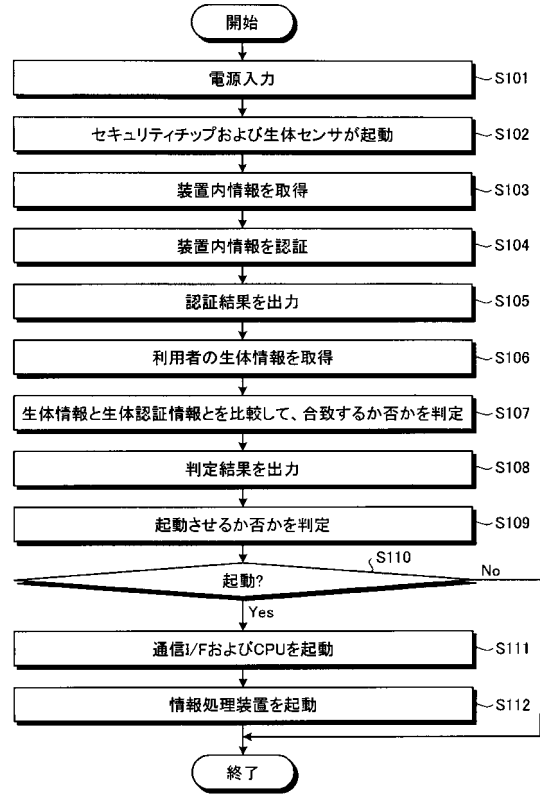 開始
電源入力
S101
セキュリティチップおよび生体センサが起動
S102
装置内情報を取得
S103
装置内情報を認証
S104
認証結果を出力
S105
利用者の生体情報を取得
S106
生体情報と生体認証情報とを比較して、合致するか否かを判定
S107
判定結果を出力
S108
起動させるか否かを判定
S109
起動?
S110
No
Yes
通信I/FおよびCPUを起動
S111
情報処理装置を起動
S112
終了